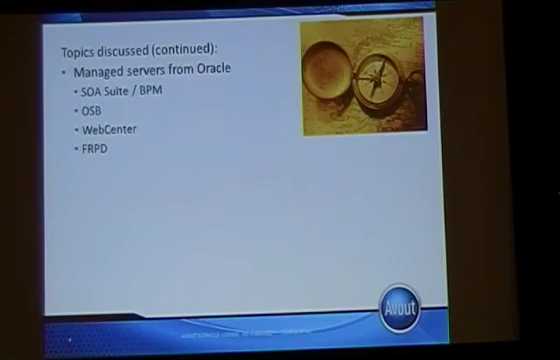 Topics discussed (continued):
• Managed servers from Oracle
• SOA Suite / BPM
• OSB
• WebCenter
• FRPD
Avout